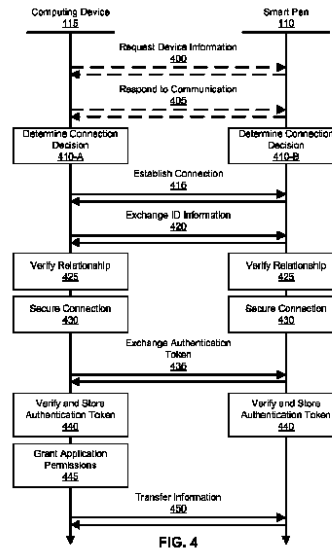 Computing Device
115
Smart Pen
110
Request Device Information
400
Respond to Communication
405
Determine Connection
Decision
410-A
Determine Connection
Decision
410-B
Establish Connection
415
Exchange ID Information
420
Verify Relationship
425
Verify Relationship
425
Secure Connection
430
Secure Connection
430
Exchange Authentication
Token
435
Verify and Store
Authentication Token
440
Verify and Store
Authentication Token
440
Grant Application
Permissions
445
Transfer Information
450
FIG. 4